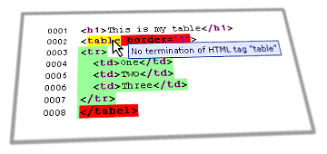 0001 <h1>This is my table</h1>
0002 <table border="1">
0003 <tr> No termination of HTML tag "table"
0004 <td>One</td>
0005 <td>TWO</td>
0006 <td>Three</td>
0007 </tr>
0008 </tabel>